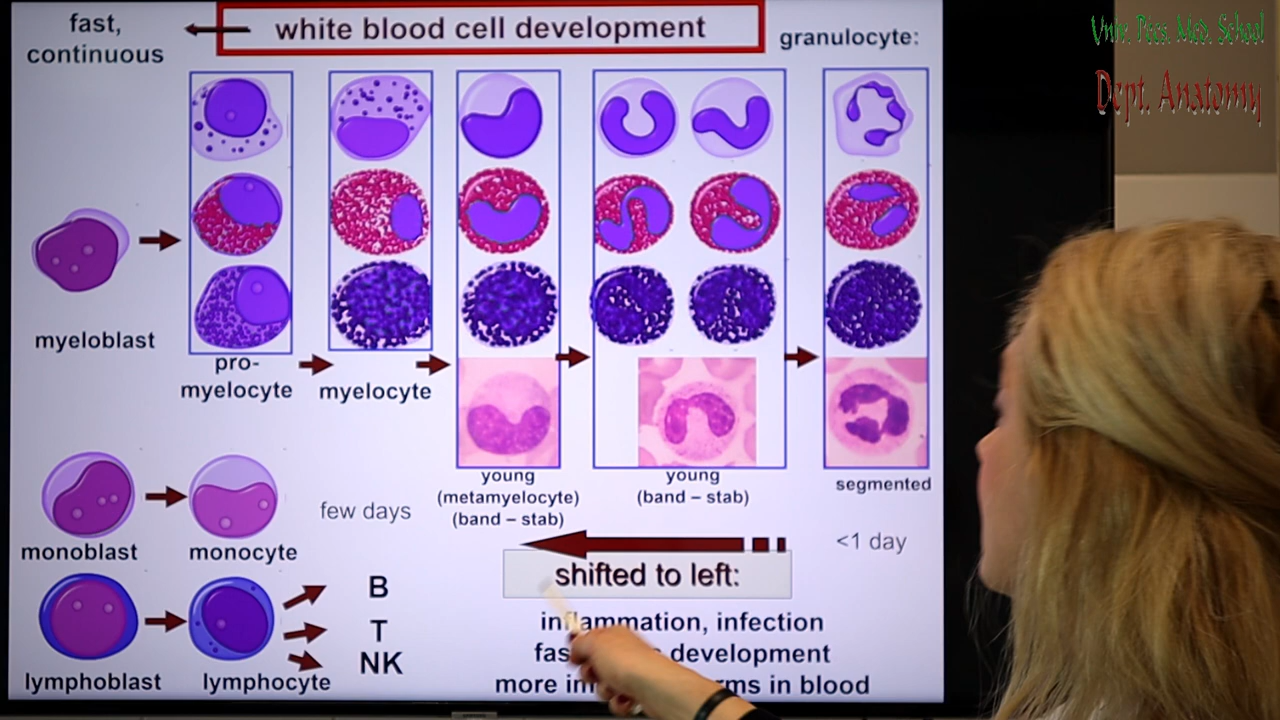 fast,
continuous
white blood cell development
granulocyte:
Univ. Pecs. Med. School
Dept. Anatomy
myeloblast
pro-
myelocyte
myelocyte
young
(metamyelocyte)
(band – stab)
young
(band – stab)
segmented
monoblast
monocyte
few days
<1 day
shifted to left:
lymphoblast
lymphocyte
B
T
NK
inflammation, infection
development
more in blood